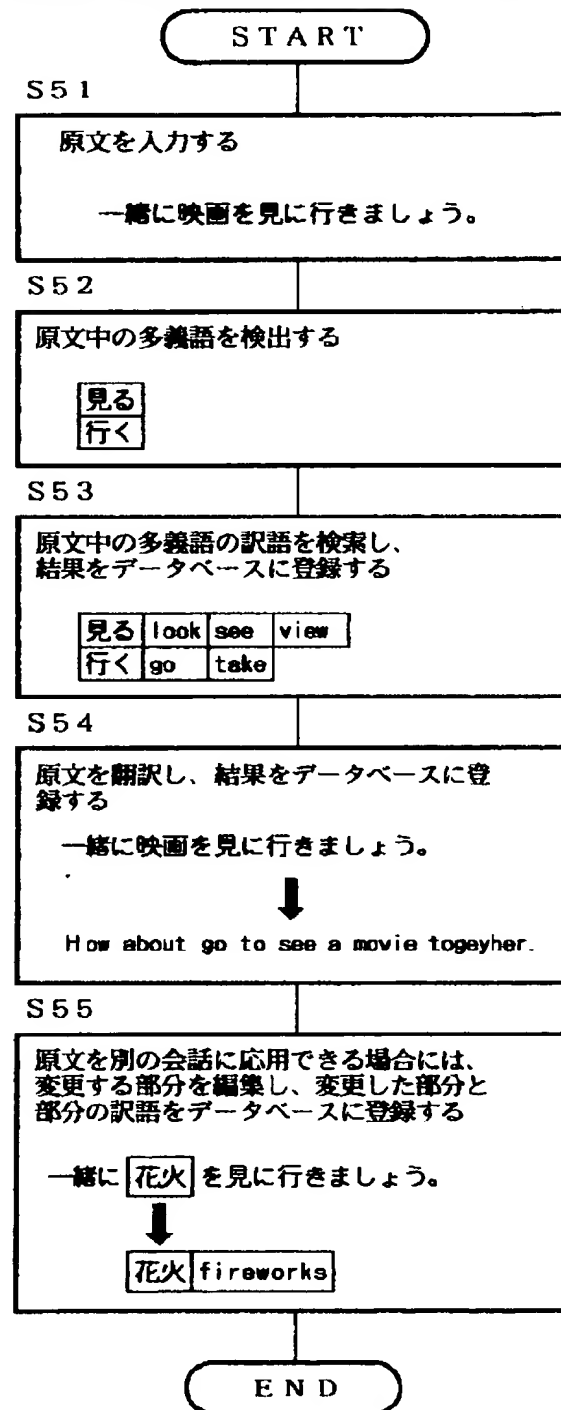 START
S51
原文を入力する
一緒に映画を見に行きましょう。
S52
原文中の多義語を検出する
見る
行く
S53
原文中の多義語の訳語を検索し、
結果をデータベースに登録する
見る look see view
行く go take
S54
原文を翻訳し、結果をデータベースに登
録する
一緒に映画を見に行きましょう。
How about go to see a movie togeyher.
S55
原文を別の会話に応用できる場合には、
変更する部分を編集し、変更した部分と
部分の訳語をデータベースに登録する
一緒に 花火 を見に行きましょう。
花火 fireworks
END